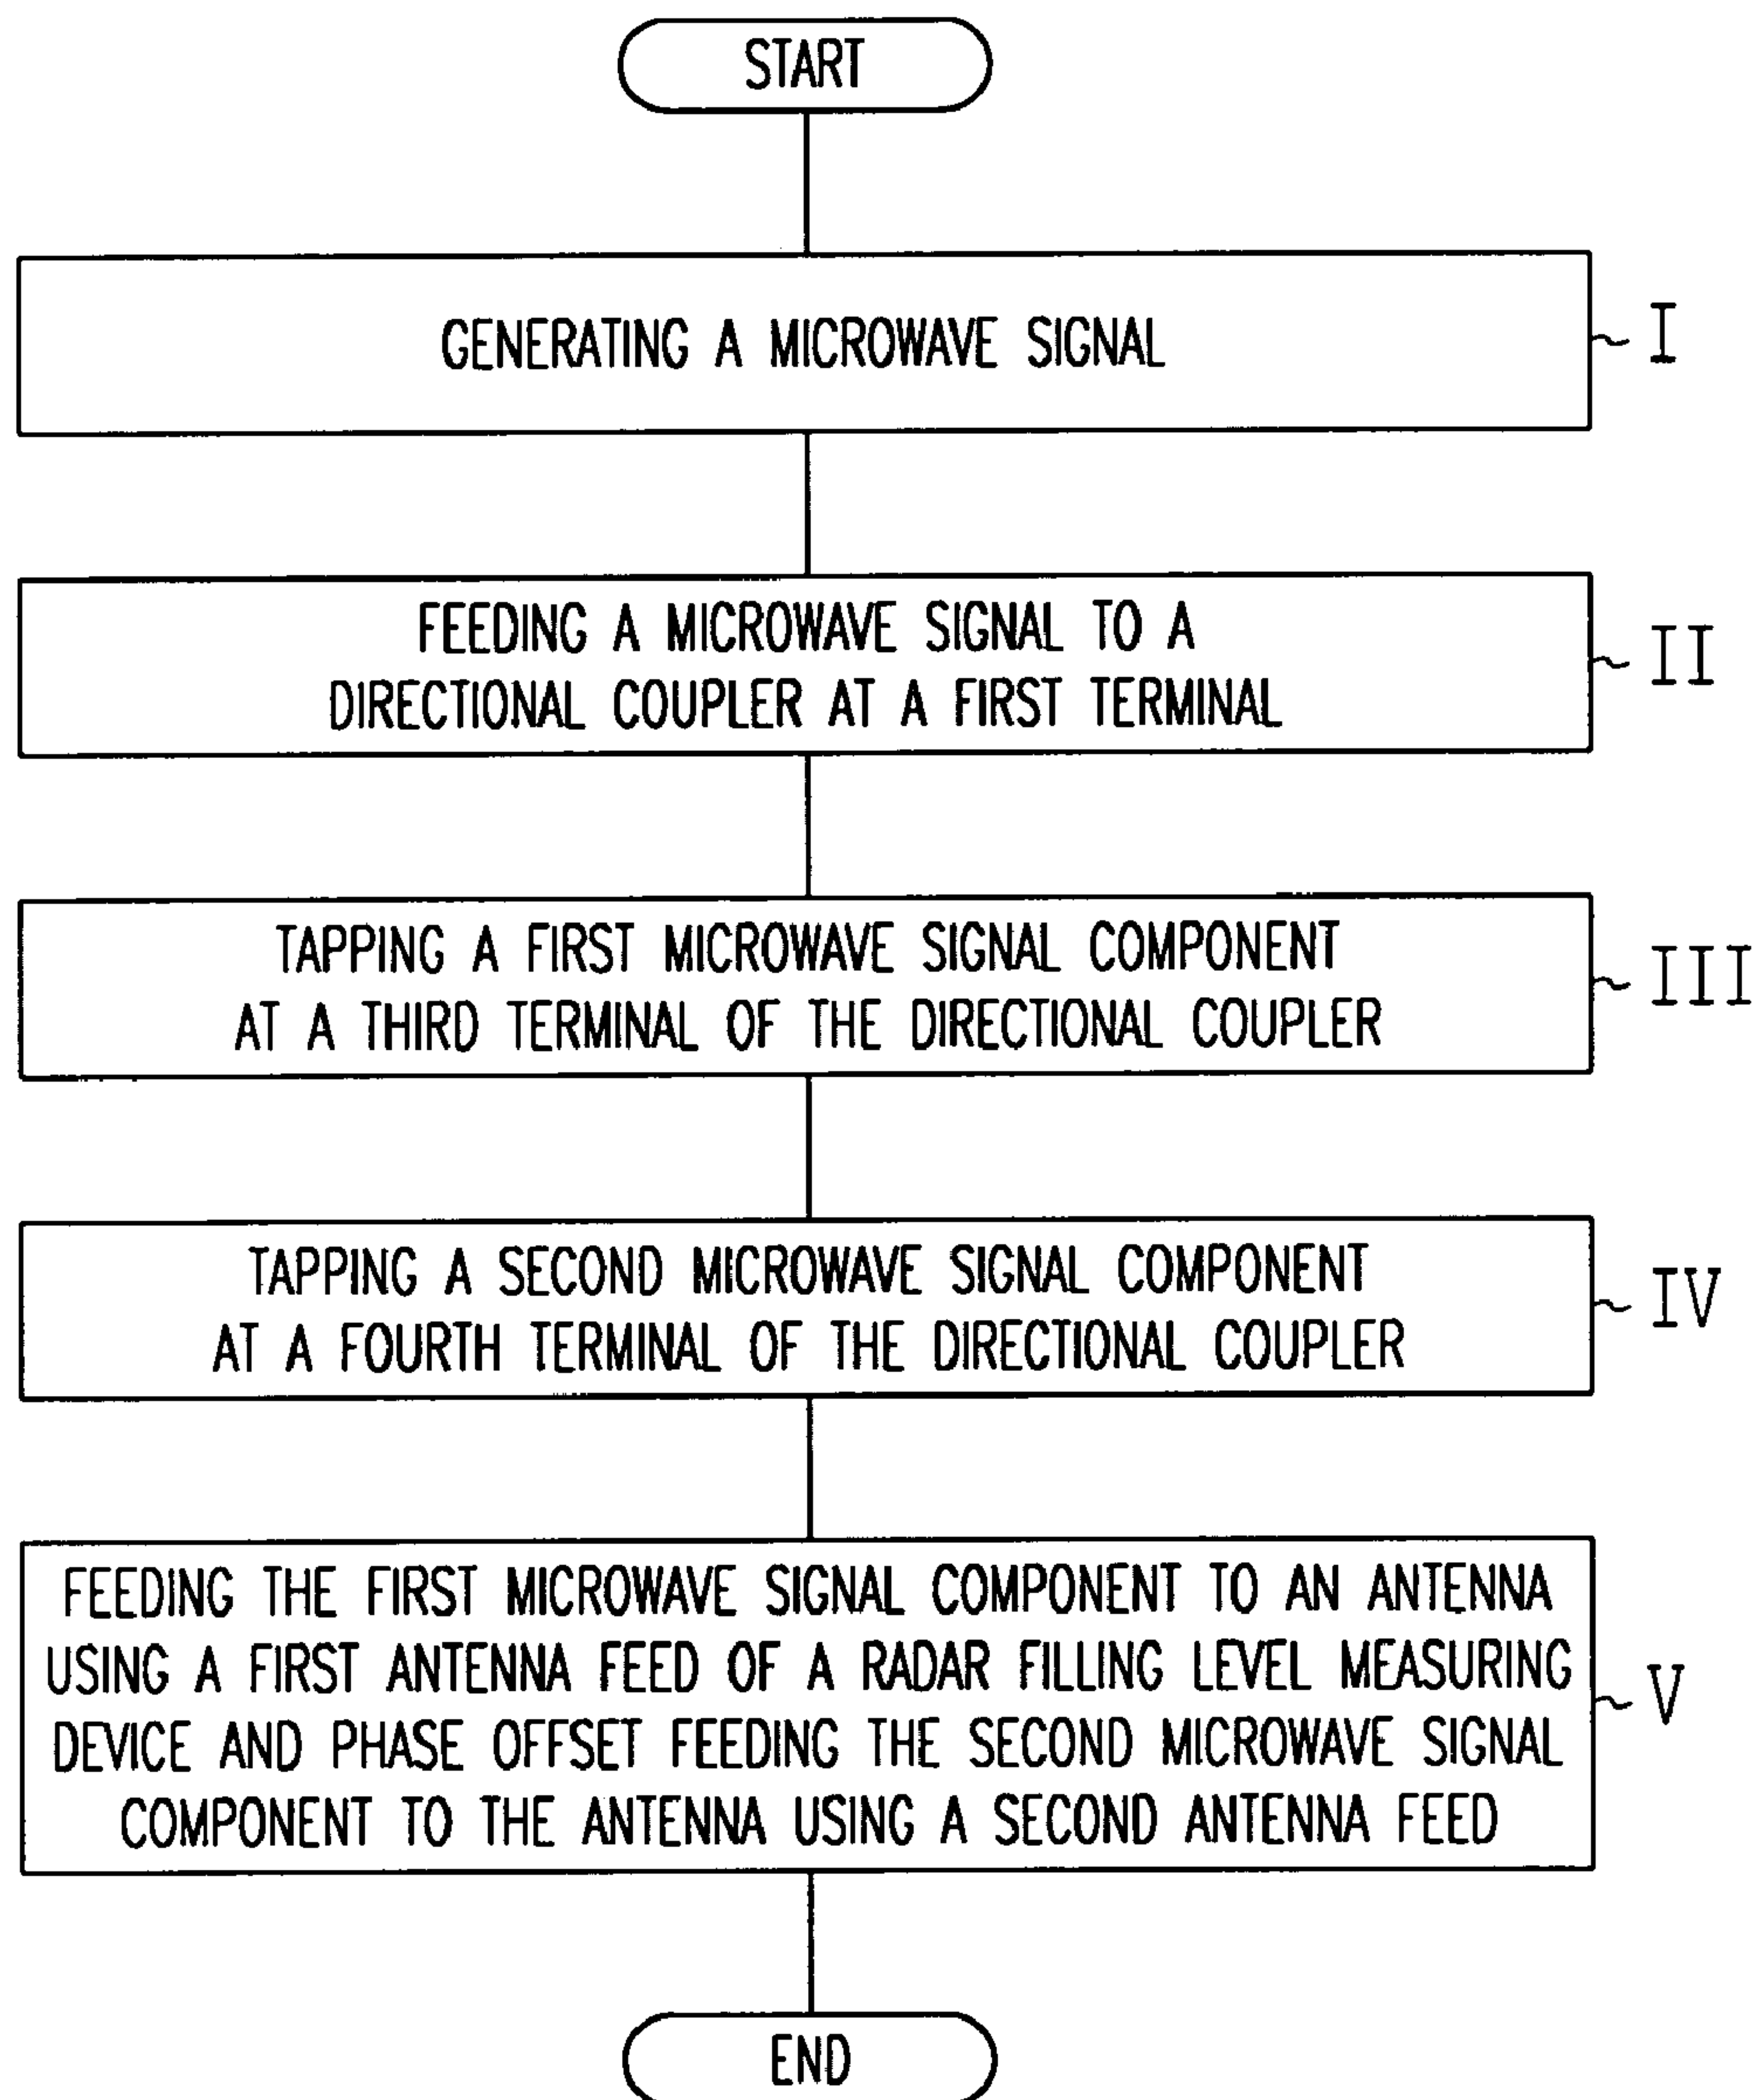 START
GENERATING A MICROWAVE SIGNAL
I
FEEDING A MICROWAVE SIGNAL TO A
DIRECTIONAL COUPLER AT A FIRST TERMINAL
II
TAPPING A FIRST MICROWAVE SIGNAL COMPONENT
AT A THIRD TERMINAL OF THE DIRECTIONAL COUPLER
III
TAPPING A SECOND MICROWAVE SIGNAL COMPONENT
AT A FOURTH TERMINAL OF THE DIRECTIONAL COUPLER
IV
FEEDING THE FIRST MICROWAVE SIGNAL COMPONENT TO AN ANTENNA
USING A FIRST ANTENNA FEED OF A RADAR FILLING LEVEL MEASURING
DEVICE AND PHASE OFFSET FEEDING THE SECOND MICROWAVE SIGNAL
COMPONENT TO THE ANTENNA USING A SECOND ANTENNA FEED
V
END